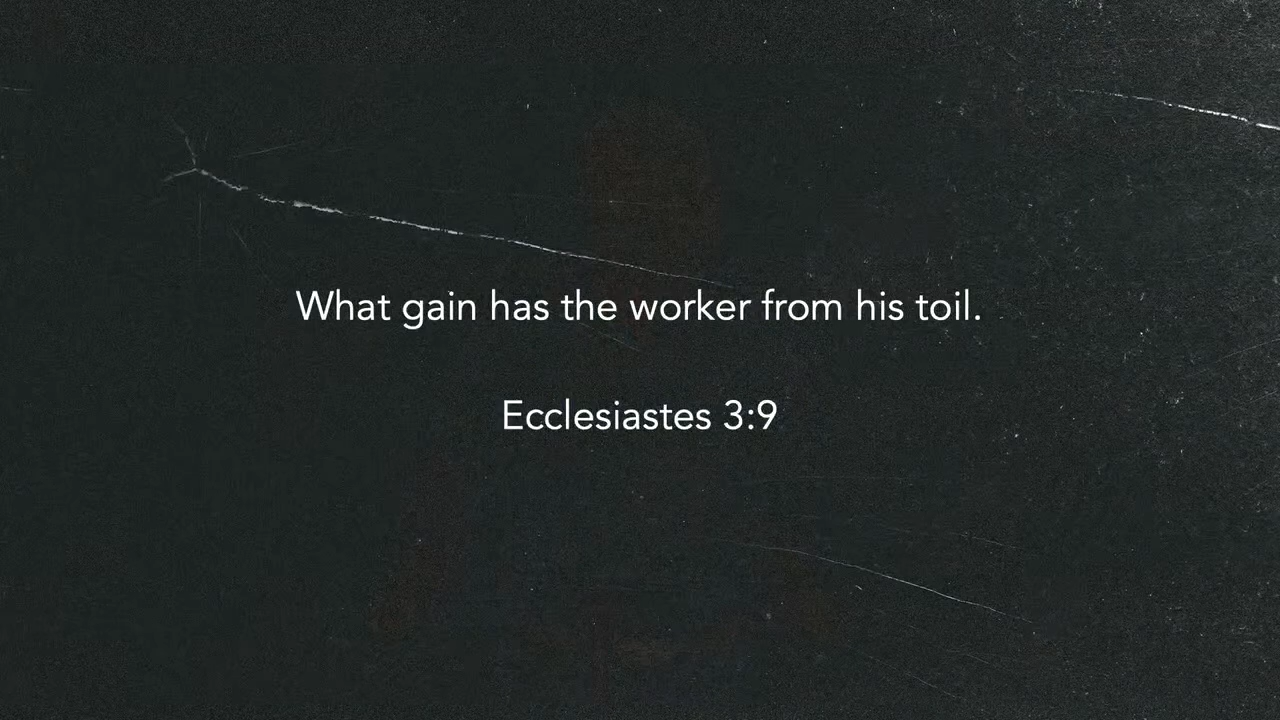 What gain has the worker from his toil.
Ecclesiastes 3:9